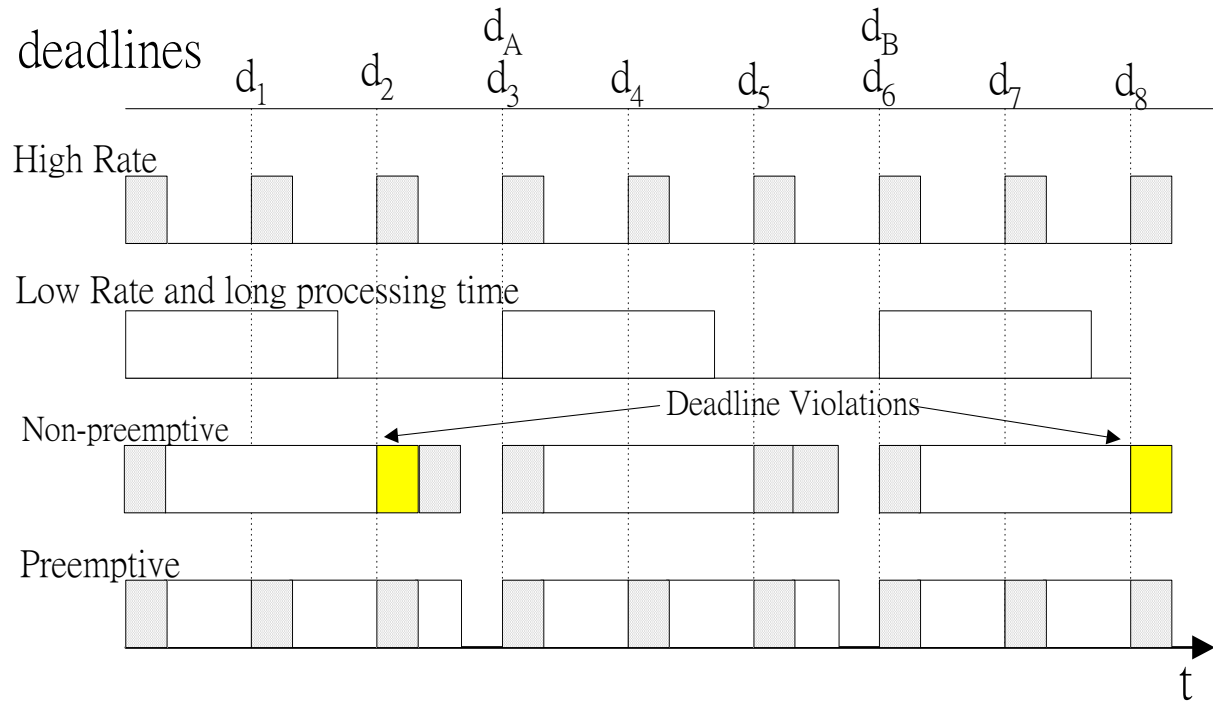 deadlines
d_A d_B
d_1 d_2 d_3 d_4 d_5 d_6 d_7 d_8
High Rate
Low Rate and long processing time
Deadline Violations
Non-preemptive
Preemptive
t